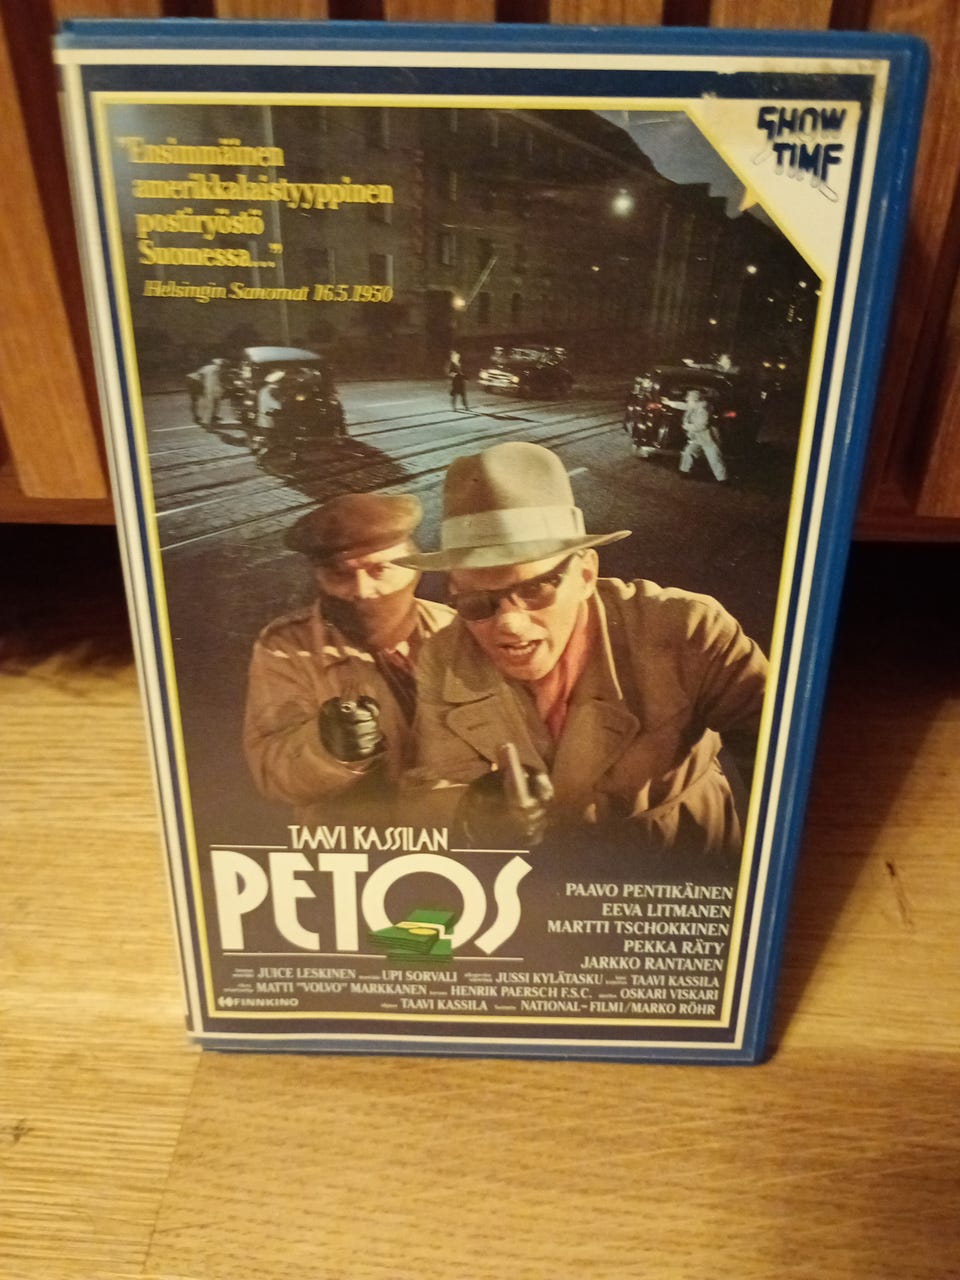 "Ensimmäinen
amerikkalaistyyppinen
postiryöstö
Suomessa..."
Helsingin Sanomat 16.5.1950
SHOW
TIME
TAAVI KASSILAN
PETOS
PAAVO PENTIKÄINEN
EEVA LITMANEN
MARTTI TSCHOKKINEN
PEKKA RÄTY
JARKKO RANTANEN
JUICE LESKINEN UPI SORVALI JUSSI KYLÄTASKU TAAVI KASSILA
MATTI "VOLVO" MARKKANEN HENRIK PAERSCH F.S.C. OSKARI VISKARI
FINNKINO TAAVI KASSILA NATIONAL-FILMI/MARKO RÖHR